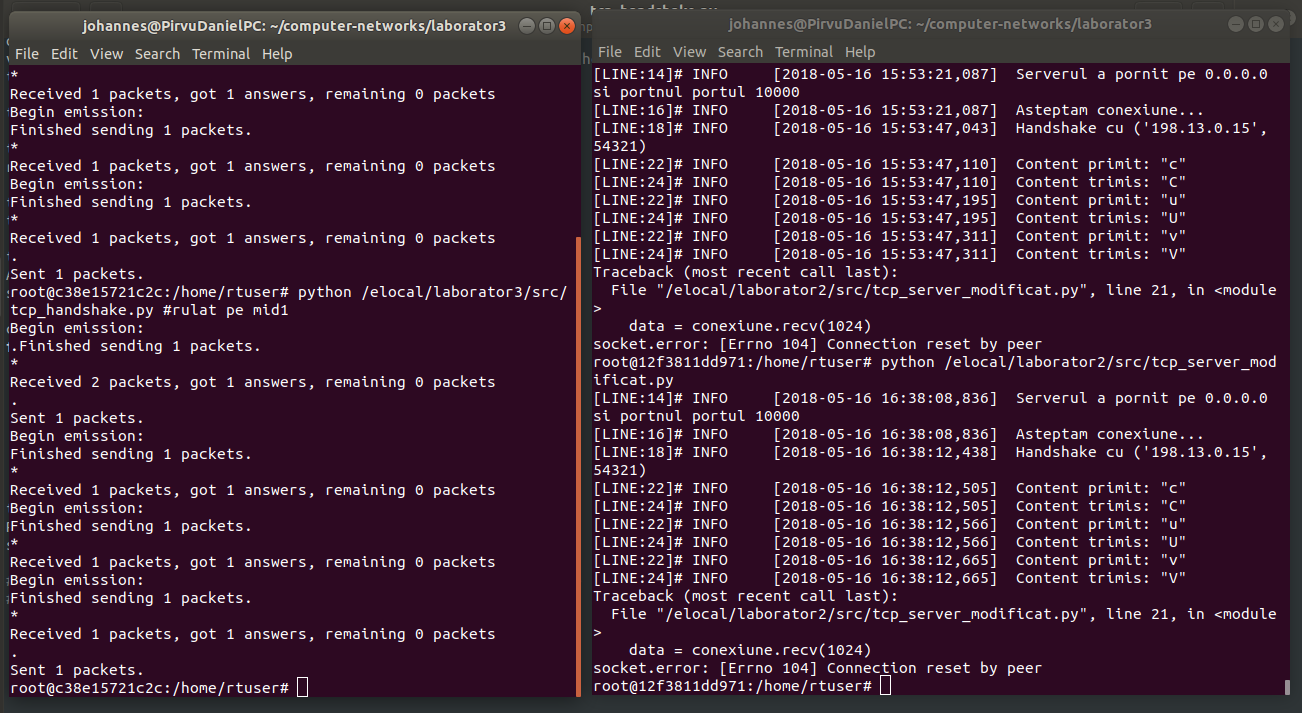 johannes@PirvuDanielPC: ~/computer-networks/laborator3
File Edit View Search Terminal Help
*
Received 1 packets, got 1 answers, remaining 0 packets
Begin emission:
Finished sending 1 packets.
*
Received 1 packets, got 1 answers, remaining 0 packets
Begin emission:
Finished sending 1 packets.
*
Received 1 packets, got 1 answers, remaining 0 packets
.
Sent 1 packets.
root@c38e15721c2c:/home/rtuser# python /elocal/laborator3/src/
tcp_handshake.py #rulat pe mid1
Begin emission:
.Finished sending 1 packets.
*
Received 2 packets, got 1 answers, remaining 0 packets
.
Sent 1 packets.
Begin emission:
Finished sending 1 packets.
*
Received 1 packets, got 1 answers, remaining 0 packets
Begin emission:
Finished sending 1 packets.
*
Received 1 packets, got 1 answers, remaining 0 packets
Begin emission:
Finished sending 1 packets.
*
Received 1 packets, got 1 answers, remaining 0 packets
.
Sent 1 packets.
root@c38e15721c2c:/home/rtuser#
johannes@PirvuDanielPC: ~/computer-networks/laborator3
File Edit View Search Terminal Help
[LINE:14]# INFO     [2018-05-16 15:53:21,087]  Serverul a pornit pe 0.0.0.0
si portnul portul 10000
[LINE:16]# INFO     [2018-05-16 15:53:21,087]  Asteptam conexiune...
[LINE:18]# INFO     [2018-05-16 15:53:47,043]  Handshake cu ('198.13.0.15',
54321)
[LINE:22]# INFO     [2018-05-16 15:53:47,110]  Content primit: "c"
[LINE:24]# INFO     [2018-05-16 15:53:47,110]  Content trimis: "C"
[LINE:22]# INFO     [2018-05-16 15:53:47,195]  Content primit: "u"
[LINE:24]# INFO     [2018-05-16 15:53:47,195]  Content trimis: "U"
[LINE:22]# INFO     [2018-05-16 15:53:47,311]  Content primit: "v"
[LINE:24]# INFO     [2018-05-16 15:53:47,311]  Content trimis: "V"
Traceback (most recent call last):
  File "/elocal/laborator2/src/tcp_server_modificat.py", line 21, in <module
>
    data = conexiune.recv(1024)
socket.error: [Errno 104] Connection reset by peer
root@12f3811dd971:/home/rtuser# python /elocal/laborator2/src/tcp_server_mod
ificat.py
[LINE:14]# INFO     [2018-05-16 16:38:08,836]  Serverul a pornit pe 0.0.0.0
si portnul portul 10000
[LINE:16]# INFO     [2018-05-16 16:38:08,836]  Asteptam conexiune...
[LINE:18]# INFO     [2018-05-16 16:38:12,438]  Handshake cu ('198.13.0.15',
54321)
[LINE:22]# INFO     [2018-05-16 16:38:12,505]  Content primit: "c"
[LINE:24]# INFO     [2018-05-16 16:38:12,505]  Content trimis: "C"
[LINE:22]# INFO     [2018-05-16 16:38:12,566]  Content primit: "u"
[LINE:24]# INFO     [2018-05-16 16:38:12,566]  Content trimis: "U"
[LINE:22]# INFO     [2018-05-16 16:38:12,665]  Content primit: "v"
[LINE:24]# INFO     [2018-05-16 16:38:12,665]  Content trimis: "V"
Traceback (most recent call last):
  File "/elocal/laborator2/src/tcp_server_modificat.py", line 21, in <module
>
    data = conexiune.recv(1024)
socket.error: [Errno 104] Connection reset by peer
root@12f3811dd971:/home/rtuser#